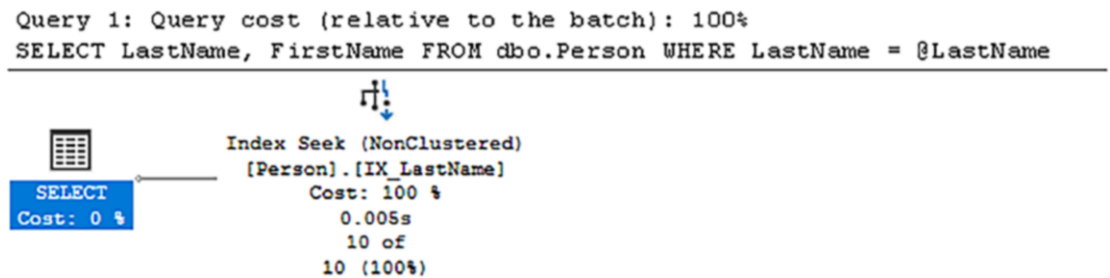 Query 1: Query cost (relative to the batch): 100%
SELECT LastName, FirstName FROM dbo.Person WHERE LastName = @LastName
Index Seek (NonClustered)
[Person].[IX_LastName]
Cost: 100 %
0.005s
10 of
10 (100%)
SELECT
Cost: 0 %